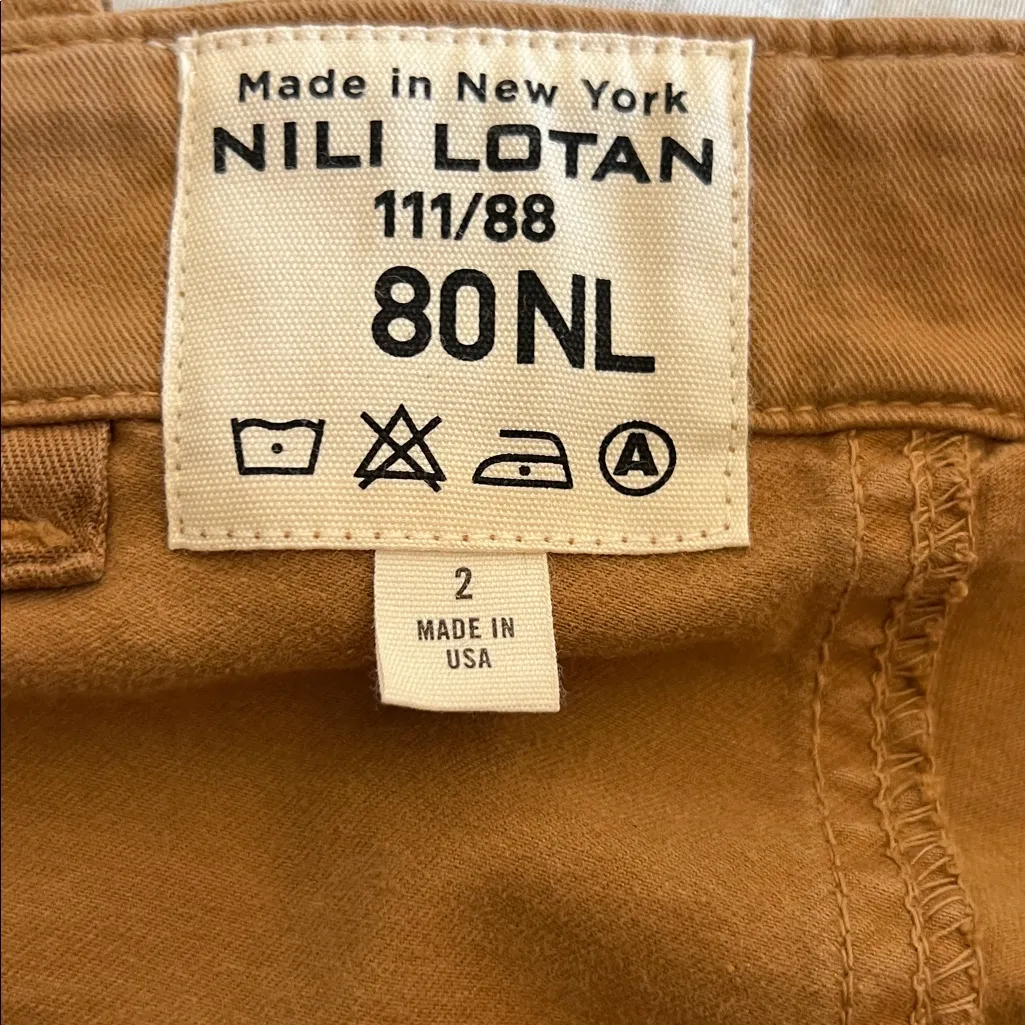 Made in New York
NILI LOTAN
111/88
80NL
A
2
MADE IN
USA